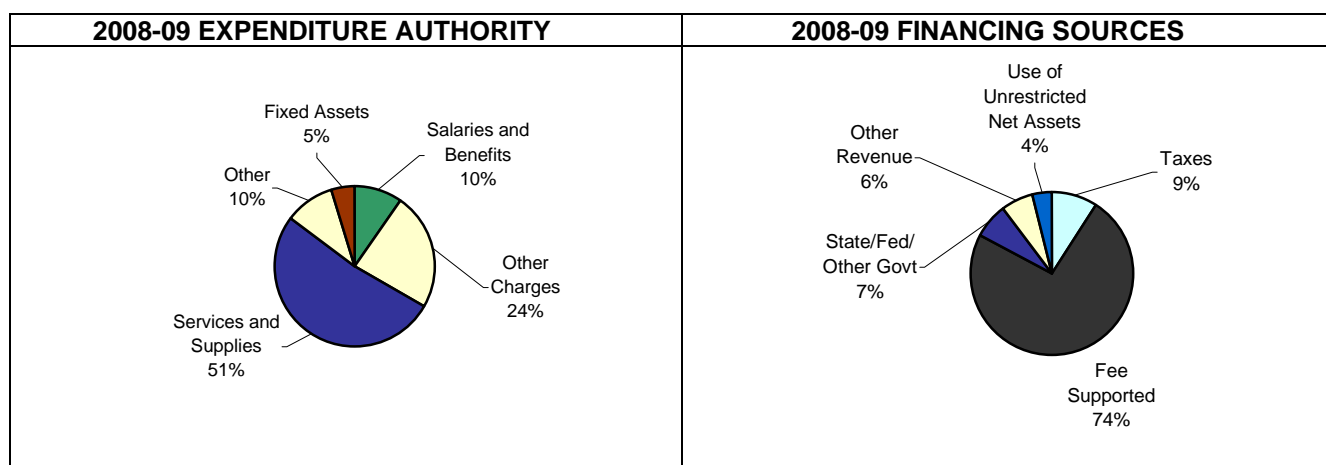 2008-09 EXPENDITURE AUTHORITY
Fixed Assets
5%
Salaries and
Benefits
10%
Other
10%
Other
Charges
24%
Services and
Supplies
51%
2008-09 FINANCING SOURCES
Use of
Unrestricted
Net Assets
4%
Other
Revenue
6%
Taxes
9%
State/Fed/
Other Govt
7%
Fee
Supported
74%